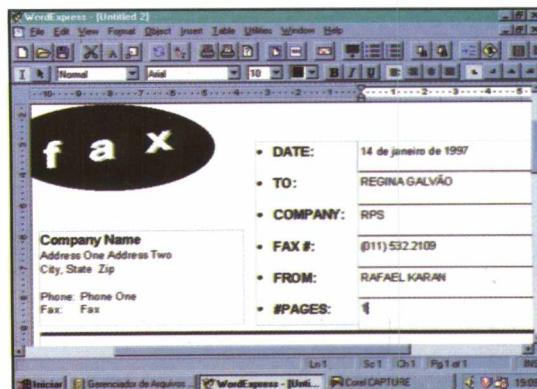 WordExpress - [Untitled 2]
File Edit View Format Object Insert Table Utilities Window Help
Normal Arial 10 B I U
fax
• DATE: 14 de janeiro de 1997
• TO: REGINA GALVÃO
• COMPANY: RPS
• FAX #: (011) 532.2109
• FROM: RAFAEL KARAN
• #PAGES: 1
Company Name
Address One Address Two
City, State Zip
Phone: Phone One
Fax: Fax
Ln 1 Sc 1 Ch 1 Pg 1 of 1 INS
Iniciar Gerenciador de Arquivos... WordExpress - [Unti... Corel CAPTURE